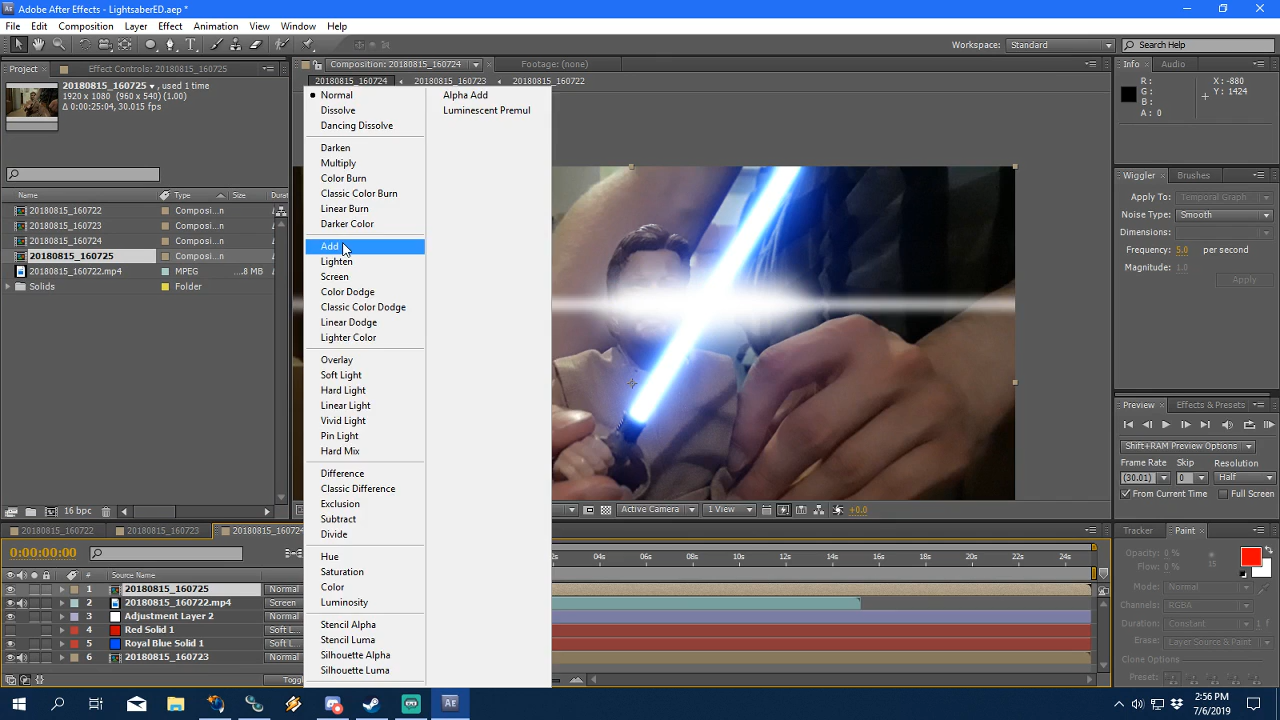 Adobe After Effects - LightsaberED.aep *
File Edit Composition Layer Effect Animation View Window Help
Workspace: Standard Search Help
Project Effect Controls: 20180815_160725
Composition: 20180815_160724 Footage: (none)
Info Audio
20180815_160725 , used 1 time
1920 x 1080 (960 x 540) (1.00)
Δ 0:00:25:04, 30.015 fps
20180815_160724 20180815_160723 20180815_160722
R :
G :
B :
A : 0
X : -880
Y : 1424
Name Type Size Durat
20180815_160722 Composi...n
20180815_160723 Composi...n
20180815_160724 Composi...n
20180815_160725 Composi...n
20180815_160722.mp4 MPEG ....8 MB
Solids Folder
16 bpc
Normal
Dissolve
Dancing Dissolve
Darken
Multiply
Color Burn
Classic Color Burn
Linear Burn
Darker Color
Add
Lighten
Screen
Color Dodge
Classic Color Dodge
Linear Dodge
Lighter Color
Overlay
Soft Light
Hard Light
Linear Light
Vivid Light
Pin Light
Hard Mix
Difference
Classic Difference
Exclusion
Subtract
Divide
Hue
Saturation
Color
Luminosity
Stencil Alpha
Stencil Luma
Silhouette Alpha
Silhouette Luma
Alpha Add
Luminescent Premul
Wiggler Brushes
Apply To: Temporal Graph
Noise Type: Smooth
Dimensions:
Frequency: 5.0 per second
Magnitude: 1.0
Apply
Preview Effects & Presets
Shift+RAM Preview Options
Frame Rate Skip Resolution
(30.01) 0 Half
From Current Time Full Screen
Active Camera 1 View +0.0
20180815_160722 20180815_160723 20180815_160724
0:00:00:00
04s 06s 08s 10s 12s 14s 16s 18s 20s 22s 24s
# Source Name
1 20180815_160725 Normal
2 20180815_160722.mp4 Screen
3 Adjustment Layer 2 Normal
4 Red Solid 1 Soft L...
5 Royal Blue Solid 1 Soft L...
6 20180815_160723 Normal
Togg
Tracker Paint
Opacity: 0 %
Flow: 0 %
15
Mode: Normal
Channels: RGBA
Duration: Constant
Erase: Layer Source & Paint
Clone Options
Preset:
2:56 PM
7/6/2019